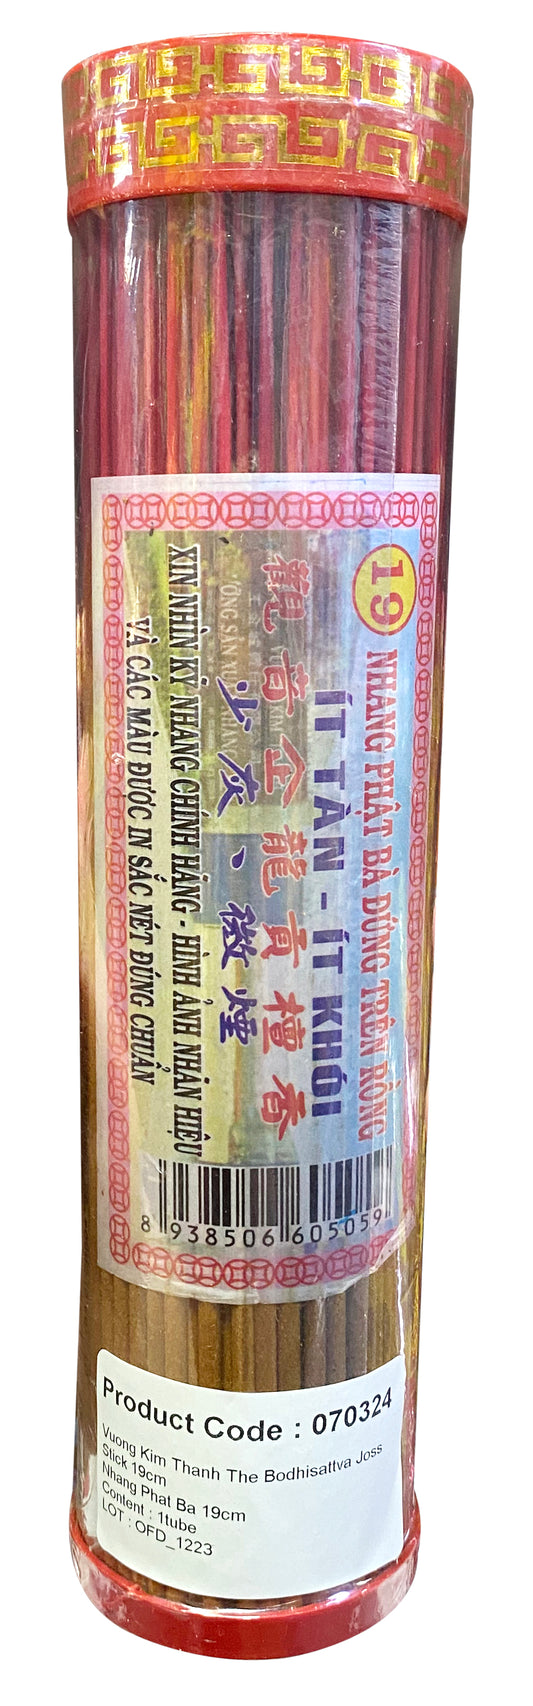 19
NHANG PHẬT BÀ ĐỨNG TRÊN RỒNG
ÍT TÀN - ÍT KHÓI
觀音金龍貢檀香
少灰、微煙
XIN NHÌN KỸ NHANG CHÍNH HÃNG - HÌNH ẢNH NHÃN HIỆU
VÀ CÁC MÀU ĐƯỢC IN SẮC NÉT ĐÚNG CHUẨN
8 938506 605059
Product Code : 070324
Vuong Kim Thanh The Bodhisattva Joss
Stick 19cm
Nhang Phat Ba 19cm
Content : 1tube
LOT : OFD_1223